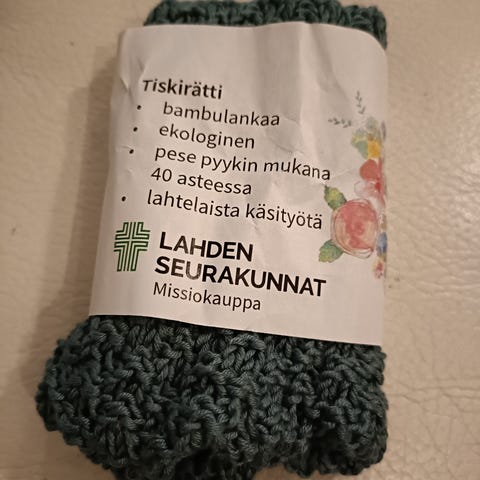 Tiskirätti
• bambulankaa
• ekologinen
• pese pyykin mukana
40 asteessa
• lahtelaista käsityötä
LAHDEN
SEURAKUNNAT
Missiokauppa